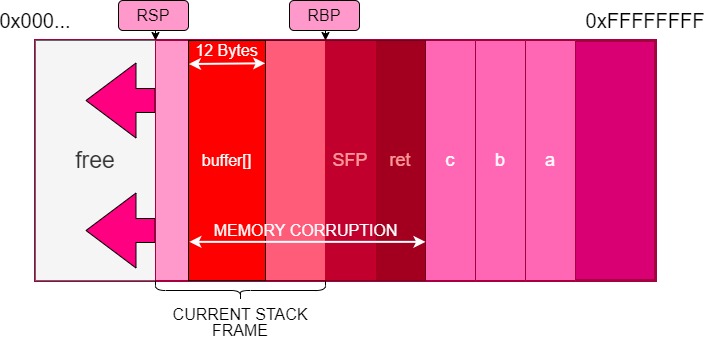 RSP
RBP
0x000...
0xFFFFFFFF
12 Bytes
free
buffer[]
SFP
ret
c
b
a
MEMORY CORRUPTION
CURRENT STACK
FRAME